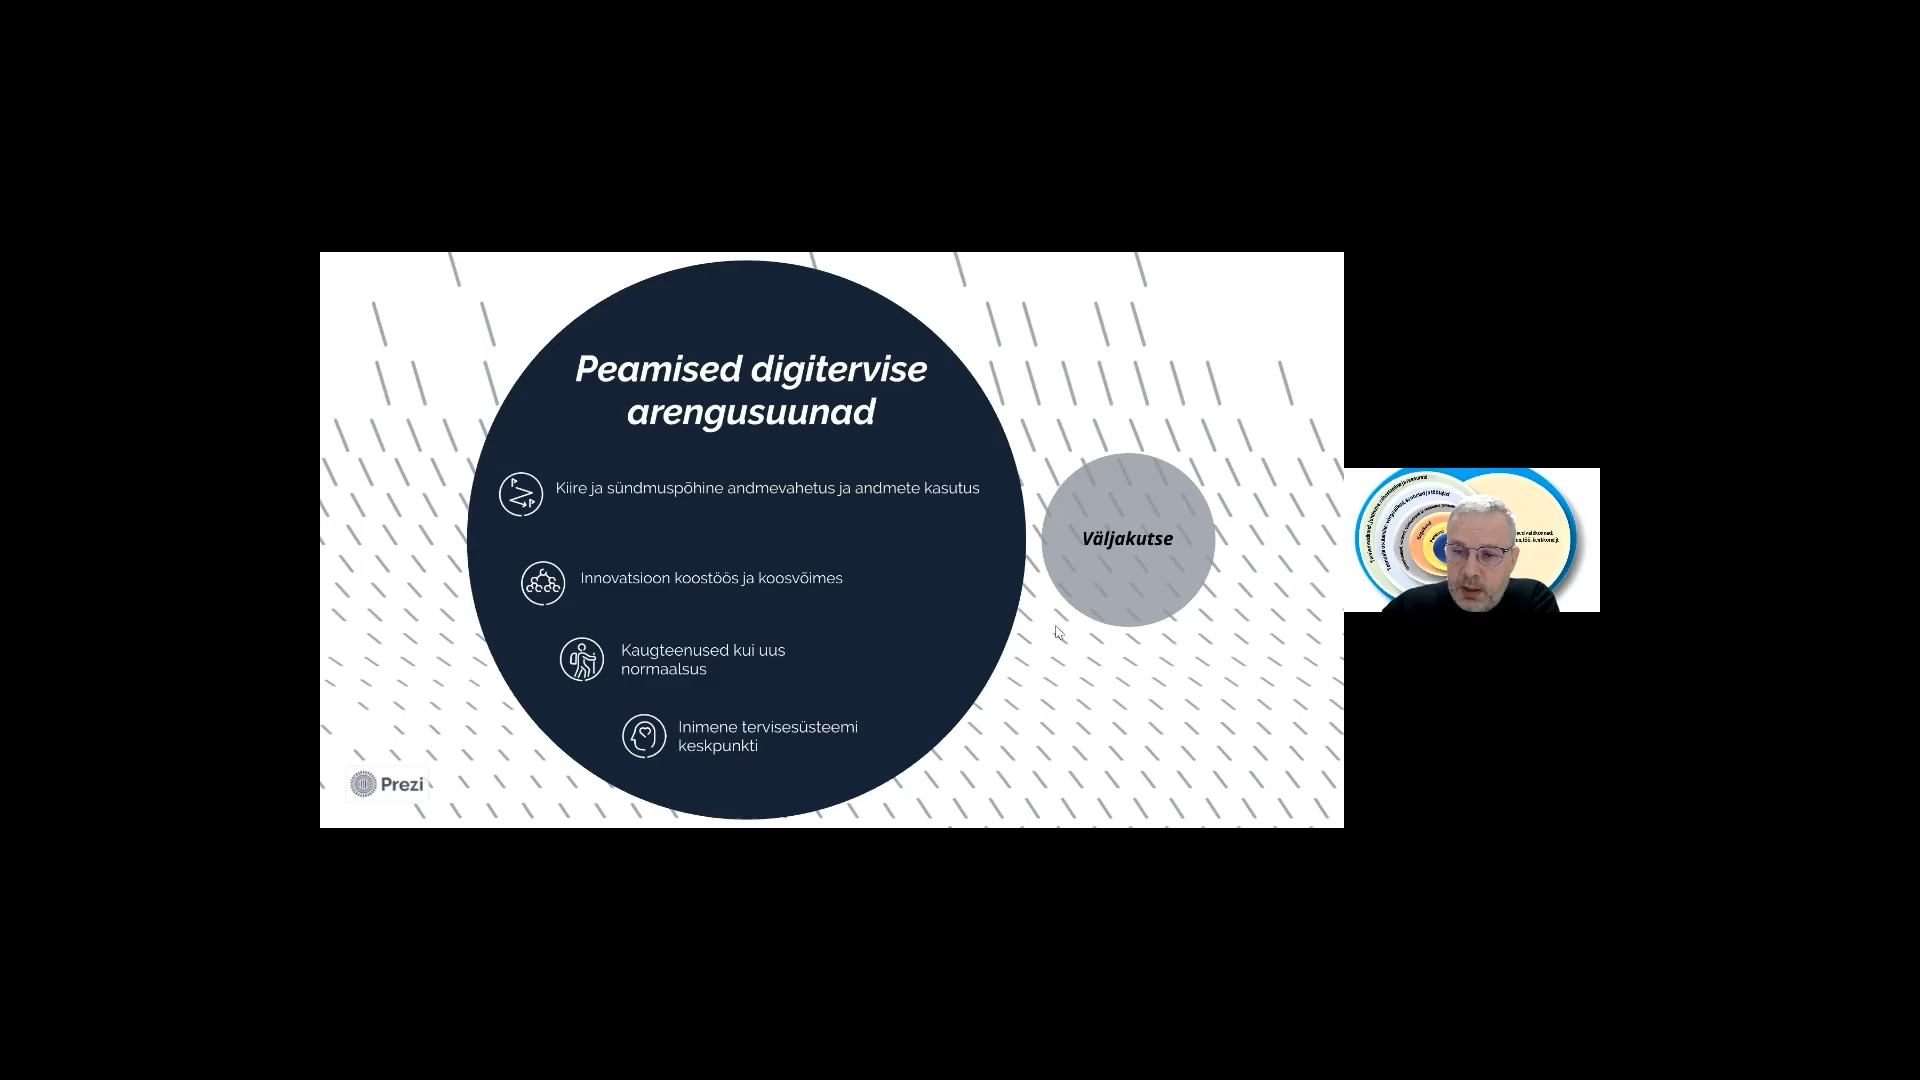 Peamised digitervise
arengusuunad
Kiire ja sündmuspõhine andmevahetus ja andmete kasutus
Innovatsioon koostöös ja koosvõimes
Kaugteenused kui uus
normaalsus
Inimene tervisesüsteemi
keskpunkti
Väljakutse
Prezi